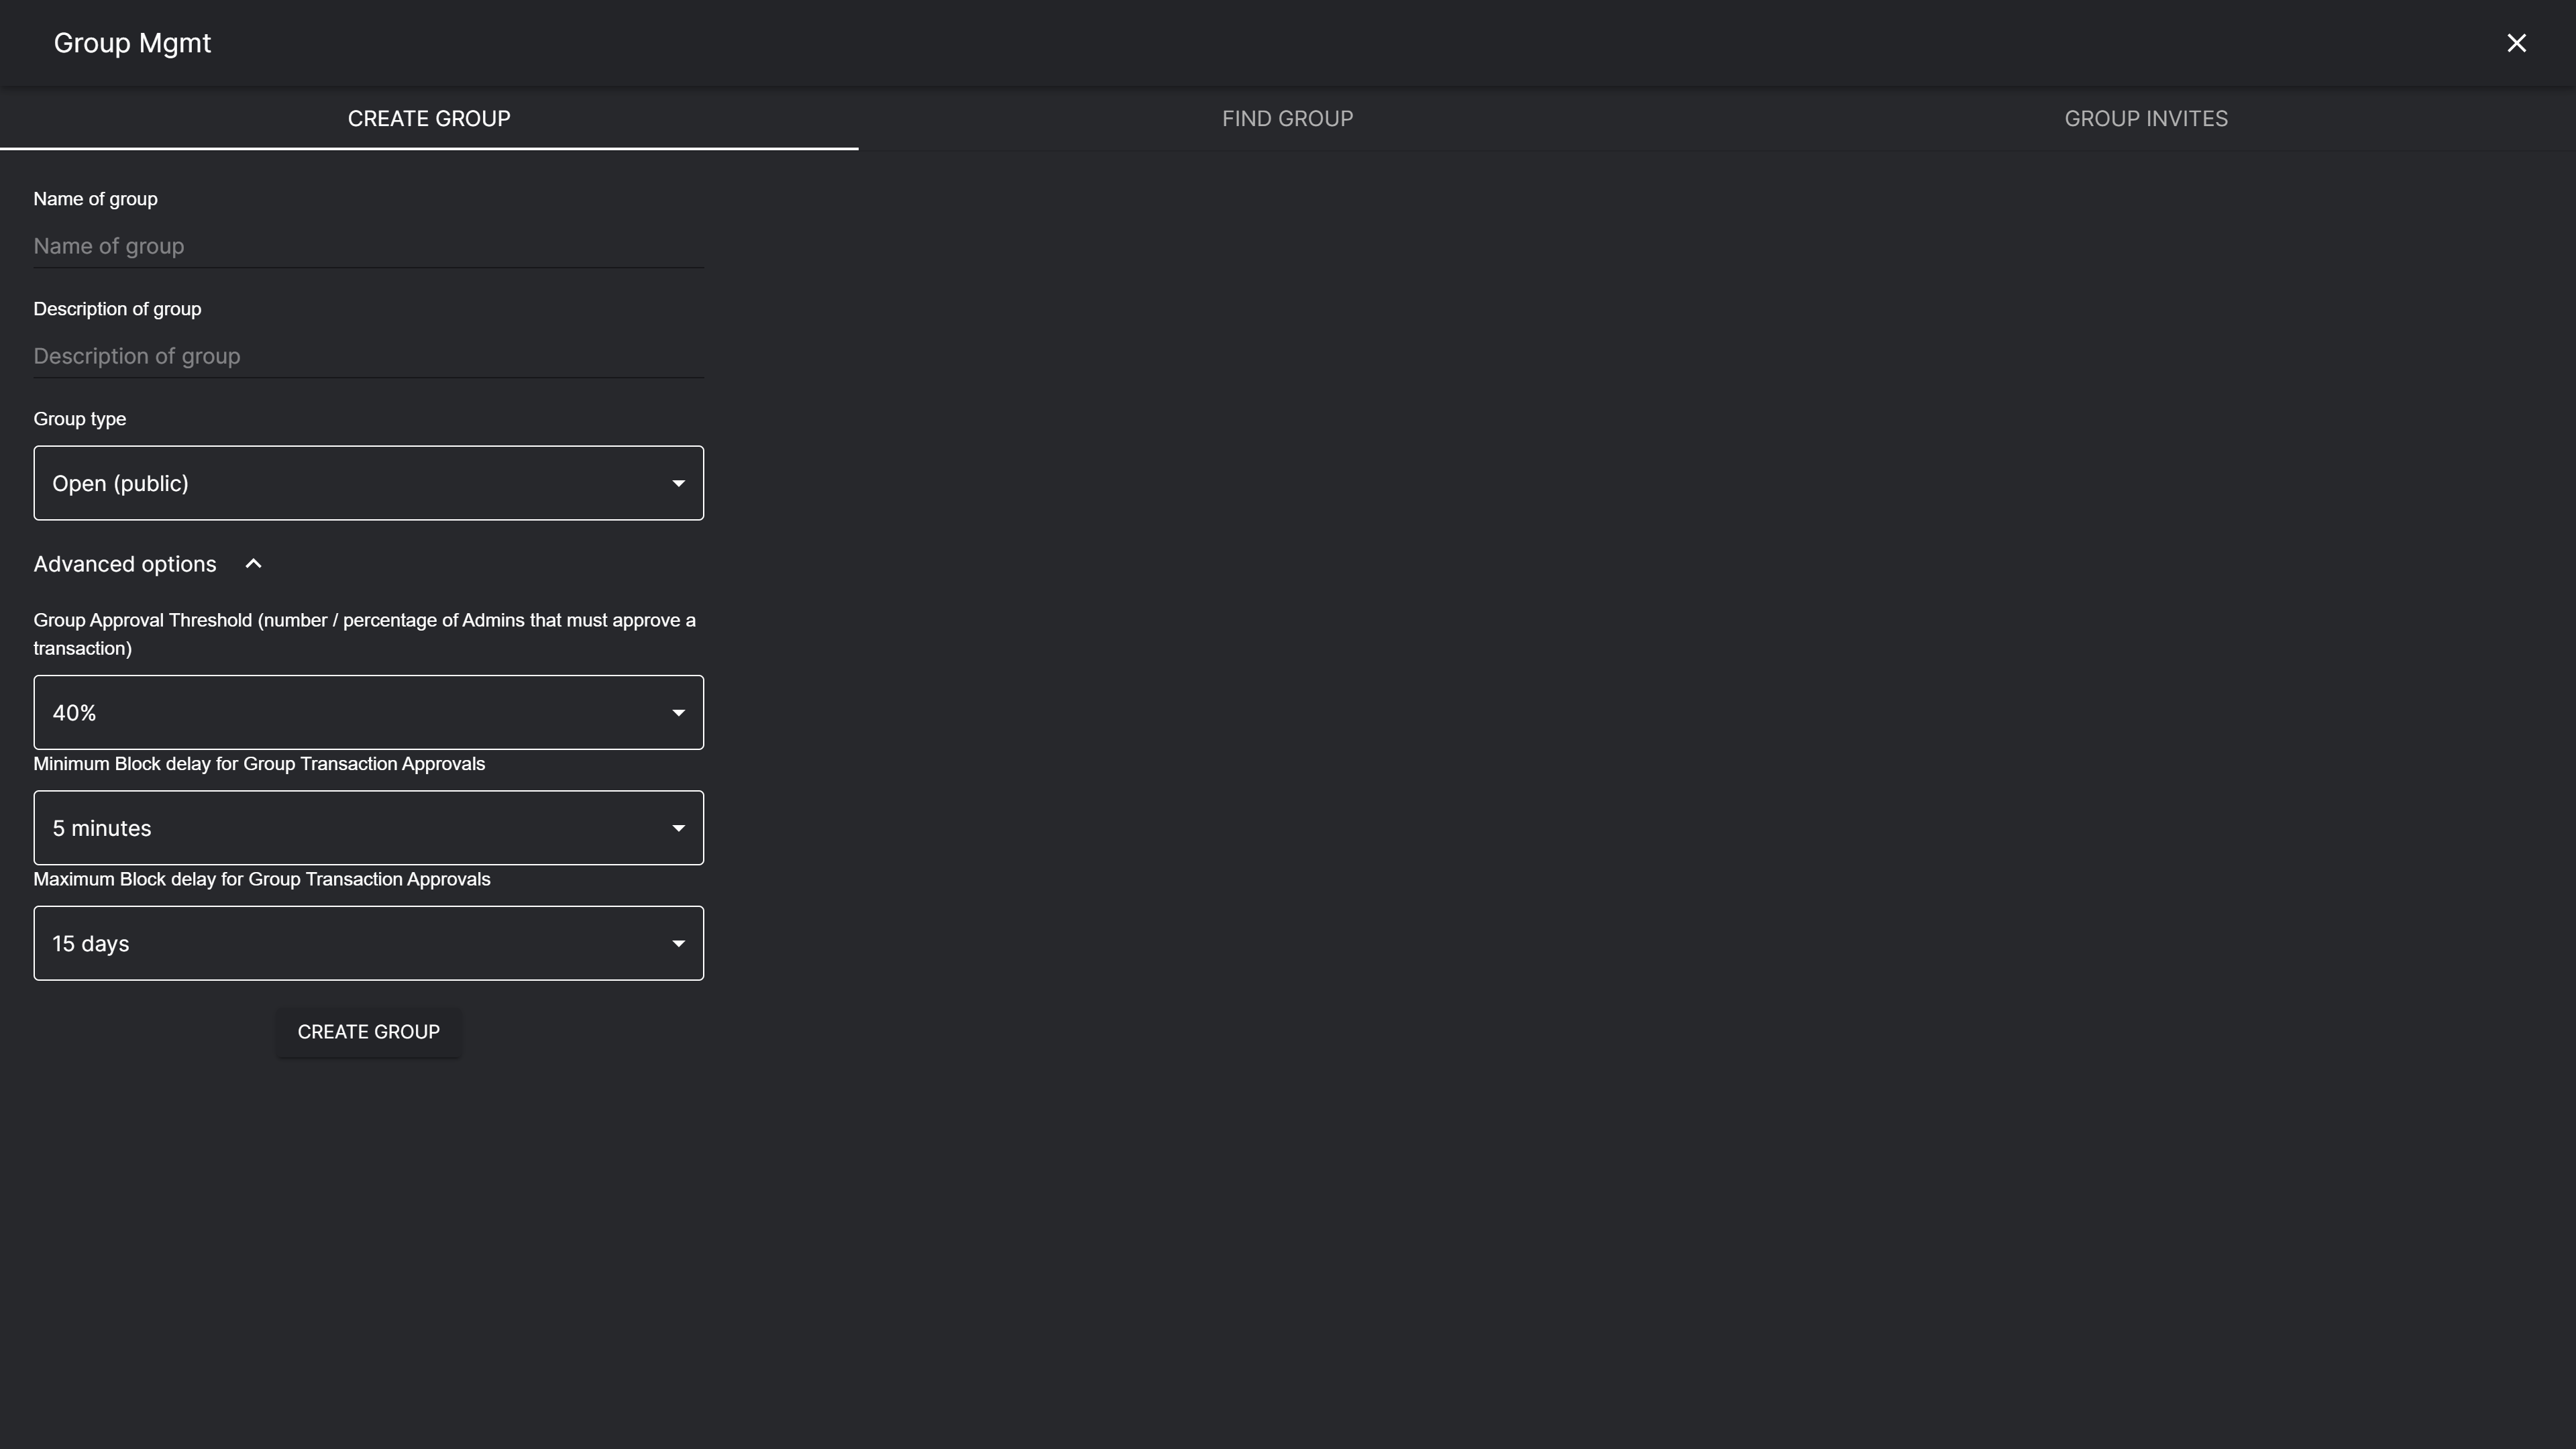 Group Mgmt
CREATE GROUP
FIND GROUP
GROUP INVITES
Name of group
Name of group
Description of group
Description of group
Group type
Open (public)
Advanced options
Group Approval Threshold (number / percentage of Admins that must approve a
transaction)
40%
Minimum Block delay for Group Transaction Approvals
5 minutes
Maximum Block delay for Group Transaction Approvals
15 days
CREATE GROUP